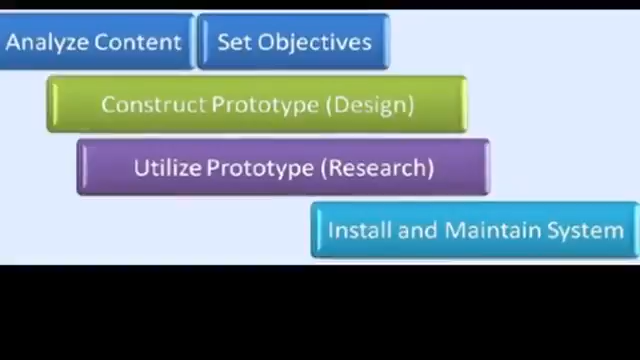 Analyze Content
Set Objectives
Construct Prototype (Design)
Utilize Prototype (Research)
Install and Maintain System